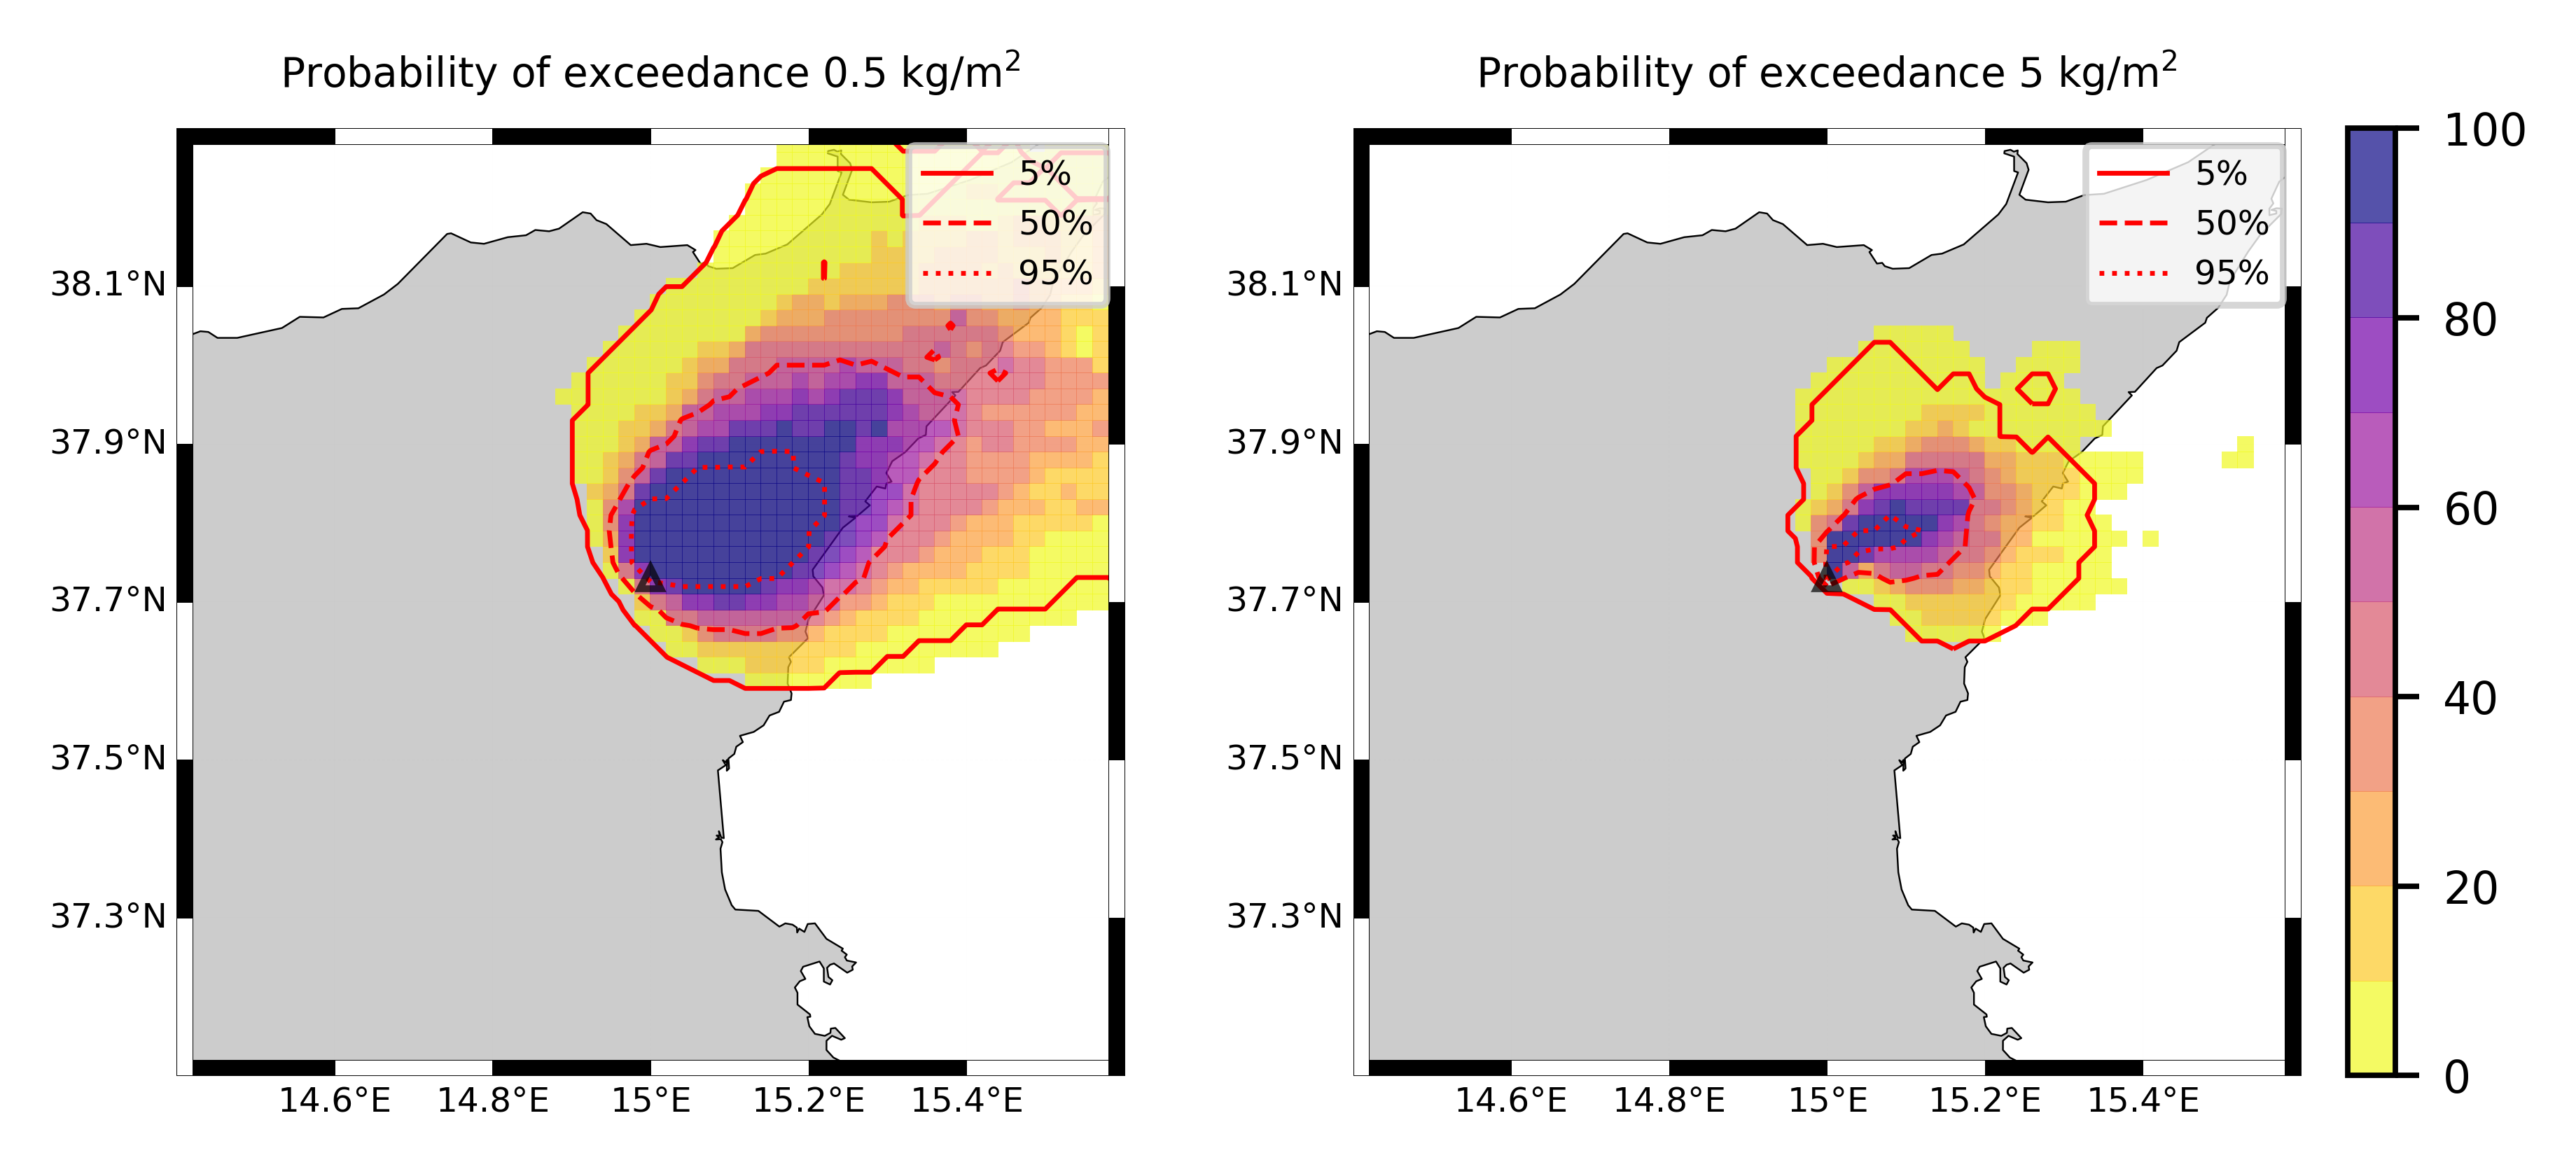 Probability of exceedance 0.5 kg/m²
5%
50%
95%
38.1°N
37.9°N
37.7°N
37.5°N
37.3°N
14.6°E 14.8°E 15°E 15.2°E 15.4°E
Probability of exceedance 5 kg/m²
5%
50%
95%
38.1°N
37.9°N
37.7°N
37.5°N
37.3°N
14.6°E 14.8°E 15°E 15.2°E 15.4°E
100
80
60
40
20
0